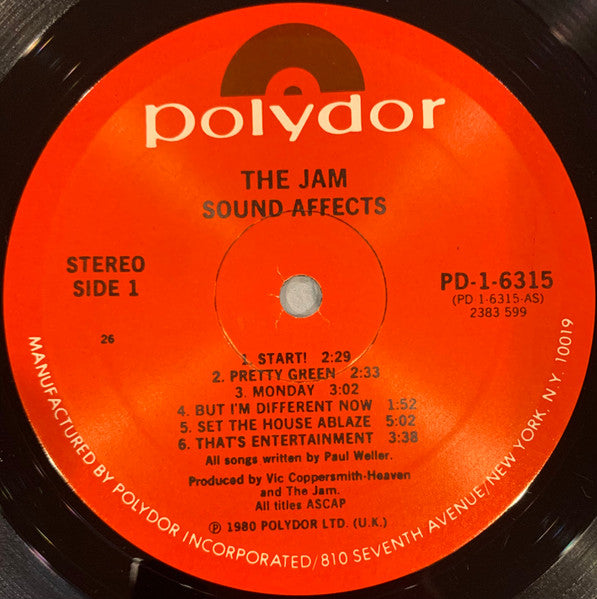 polydor
THE JAM
SOUND AFFECTS
STEREO
SIDE 1
PD-1-6315
(PD 1-6315-AS)
2383 599
26
1. START! 2:29
2. PRETTY GREEN 2:33
3. MONDAY 3:02
4. BUT I'M DIFFERENT NOW 1:52
5. SET THE HOUSE ABLAZE 5:02
6. THAT'S ENTERTAINMENT 3:38
All songs written by Paul Weller.
Produced by Vic Coppersmith-Heaven
and The Jam.
All titles ASCAP
℗ 1980 POLYDOR LTD. (U.K.)
MANUFACTURED BY POLYDOR INCORPORATED/810 SEVENTH AVENUE/NEW YORK, N.Y. 10019